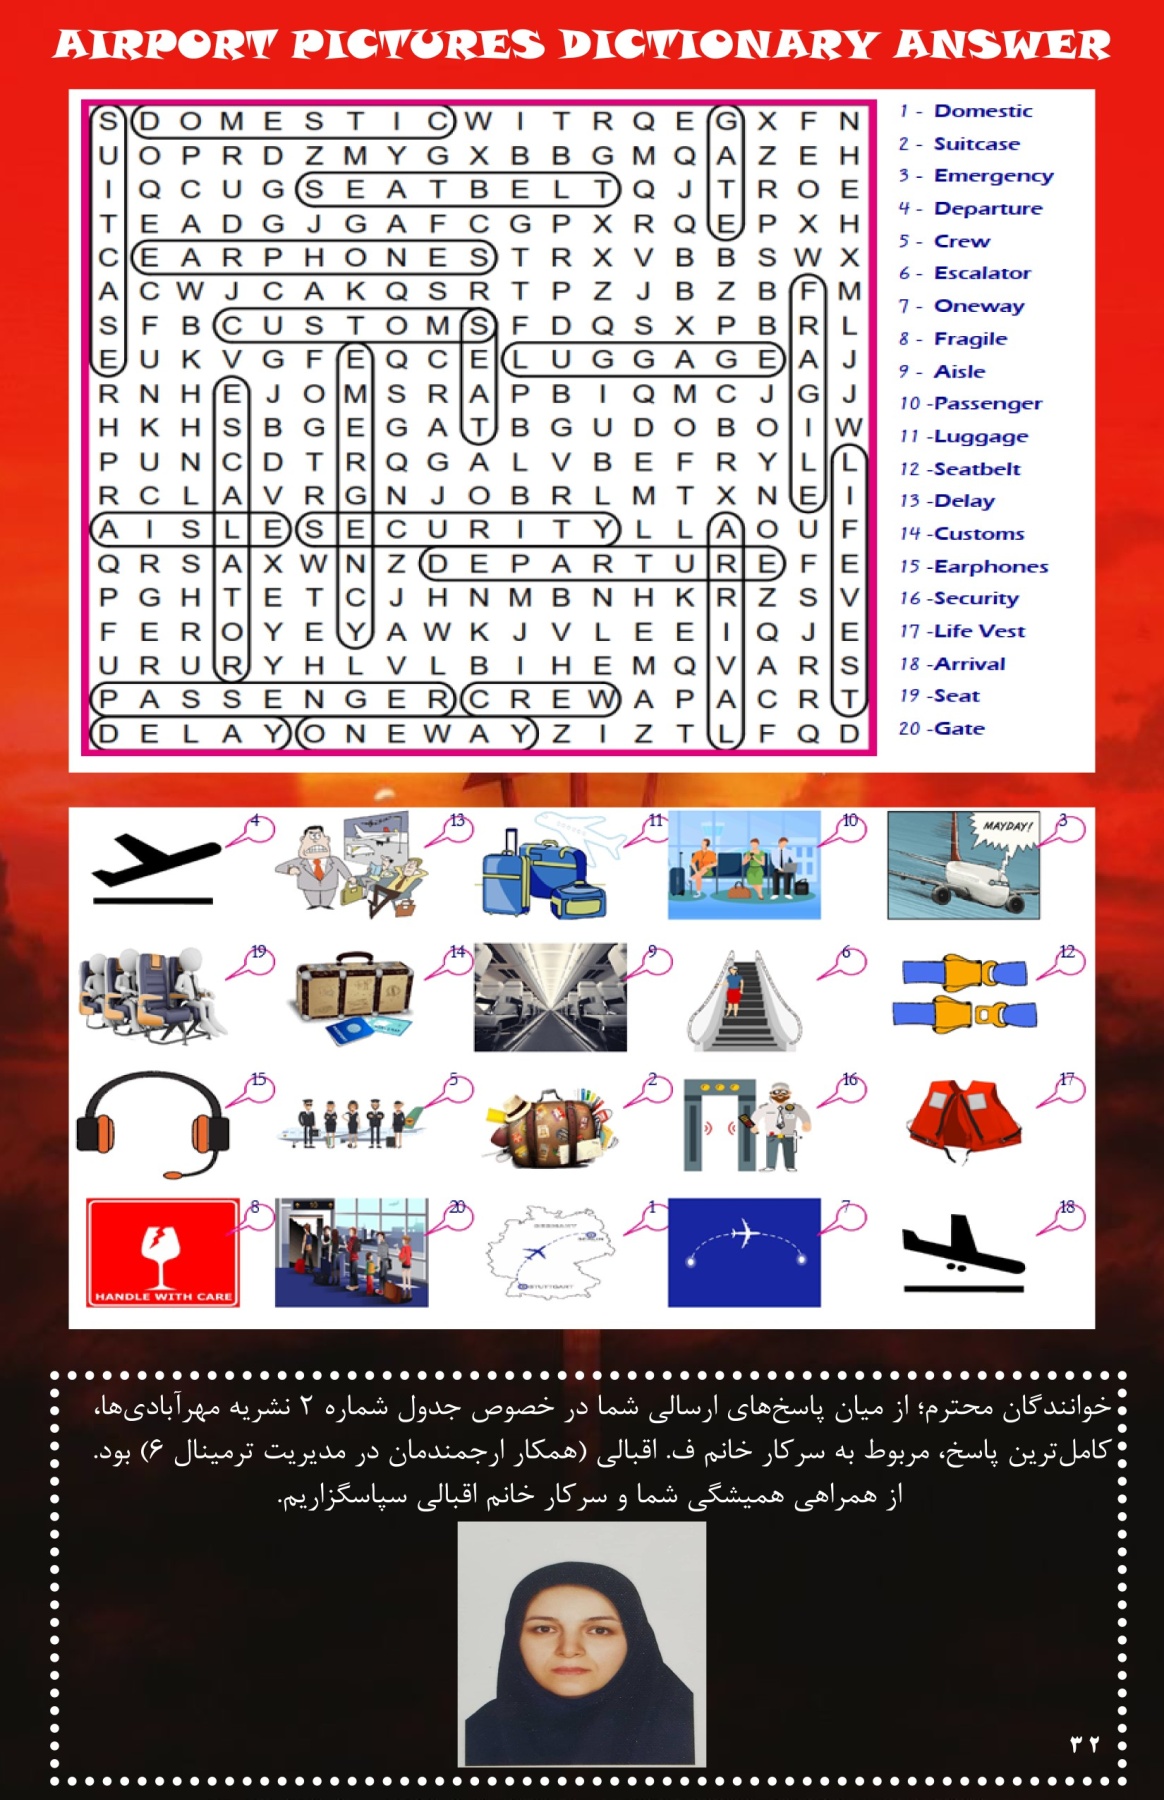 AIRPORT PICTURES DICTIONARY ANSWER
S D O M E S T I C W I T R Q E G X F N
U O P R D Z M Y G X B B G M Q A Z E H
I Q C U G S E A T B E L T Q J T R O E
T E A D G J G A F C G P X R Q E P X H
C E A R P H O N E S T R X V B B S W X
A C W J C A K Q S R T P Z J B Z B F M
S F B C U S T O M S F D Q S X P B R L
E U K V G F E Q C E L U G G A G E A J
R N H E J O M S R A P B I Q M C J G J
H K H S B G E G A T B G U D O B O I W
P U N C D T R Q G A L V B E F R Y L L
R C L A V R G N J O B R L M T X N E I
A I S L E S E C U R I T Y L L A O U F
Q R S A X W N Z D E P A R T U R E F E
P G H T E T C J H N M B N H K R Z S V
F E R O Y E Y A W K J V L E E I Q J E
U R U R Y H L V L B I H E M Q V A R S
P A S S E N G E R C R E W A P A C R T
D E L A Y O N E W A Y Z I Z T L F Q D
1 - Domestic
2 - Suitcase
3 - Emergency
4 - Departure
5 - Crew
6 - Escalator
7 - Oneway
8 - Fragile
9 - Aisle
10 -Passenger
11 -Luggage
12 -Seatbelt
13 -Delay
14 -Customs
15 -Earphones
16 -Security
17 -Life Vest
18 -Arrival
19 -Seat
20 -Gate
4 13 11 10 MAYDAY! 3
19 14 9 6 12
15 5 2 16 17
8 20 1 7 18
GERMANY
BERLIN
STUTTGART
HANDLE WITH CARE
خوانندگان محترم؛ از میان پاسخ‌های ارسالی شما در خصوص جدول شماره ۲ نشریه مهرآبادی‌ها،
کامل‌ترین پاسخ، مربوط به سرکار خانم ف. اقبالی (همکار ارجمندمان در مدیریت ترمینال ۶) بود.
از همراهی همیشگی شما و سرکار خانم اقبالی سپاسگزاریم.
۳۲